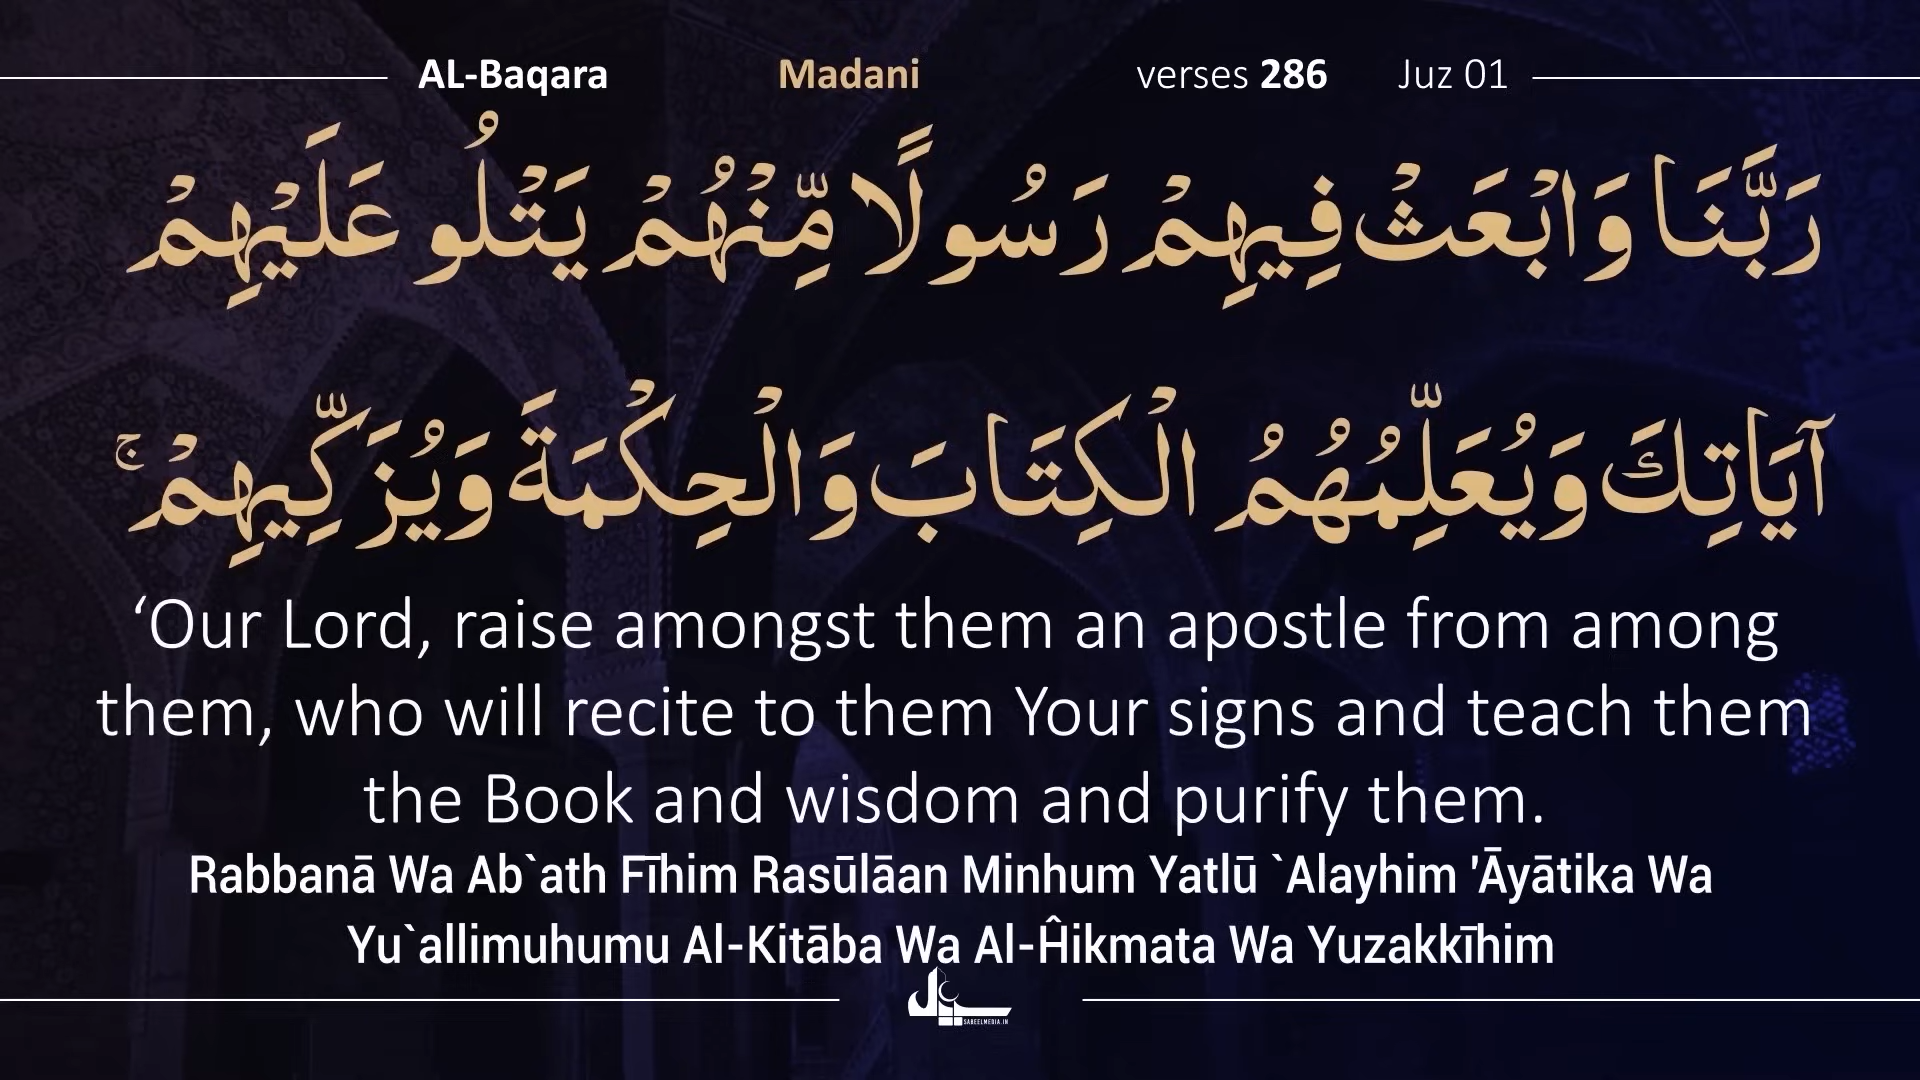 AL-Baqara Madani verses 286 Juz 01
رَبَّنَا وَابْعَثْ فِيهِمْ رَسُولًا مِّنْهُمْ يَتْلُو عَلَيْهِمْ
آيَاتِكَ وَيُعَلِّمُهُمُ الْكِتَابَ وَالْحِكْمَةَ وَيُزَكِّيهِمْ ۚ
‘Our Lord, raise amongst them an apostle from among
them, who will recite to them Your signs and teach them
the Book and wisdom and purify them.
Rabbanā Wa Ab`ath Fīhim Rasūlāan Minhum Yatlū `Alayhim 'Āyātika Wa
Yu`allimuhumu Al-Kitāba Wa Al-Ĥikmata Wa Yuzakkīhim
SABEELMEDIA.IN